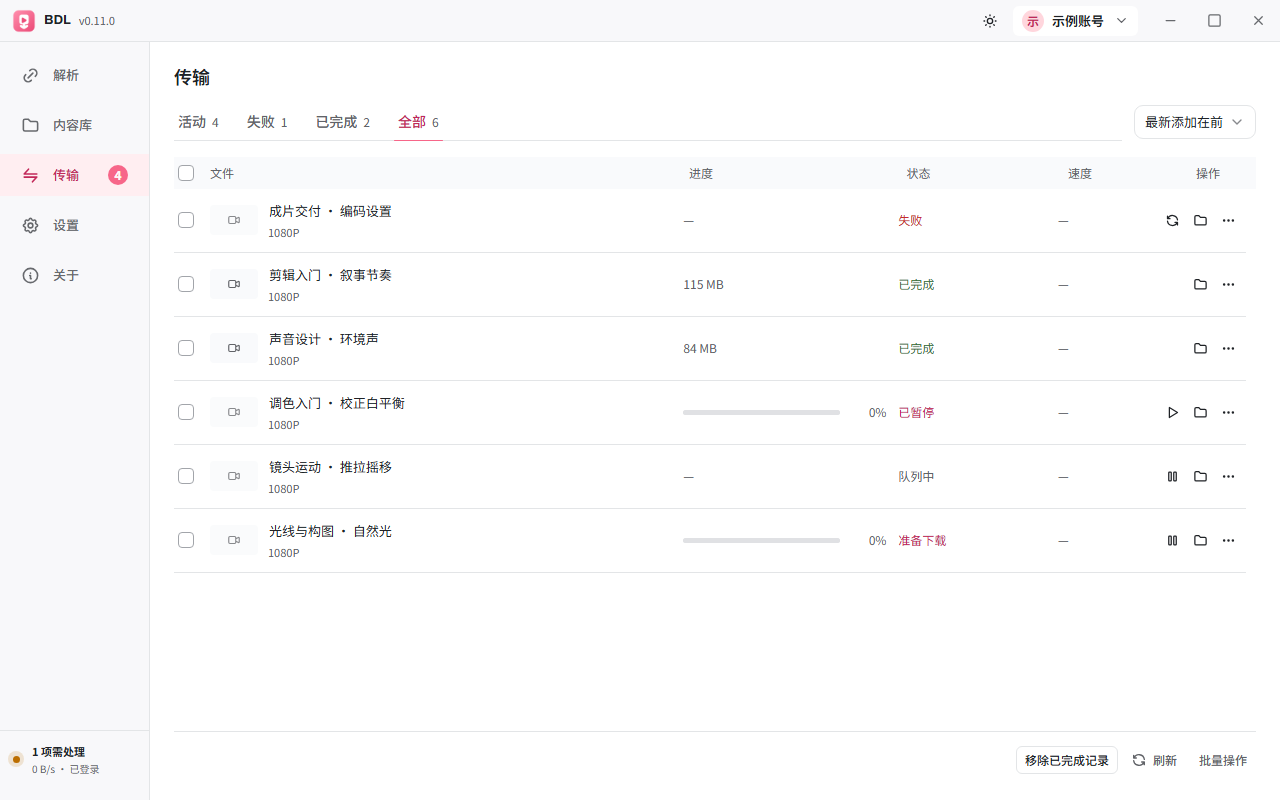 BDL v0.11.0
示 示例账号
解析
内容库
传输 4
设置
关于
1 项需处理
0 B/s · 已登录
传输
活动 4 失败 1 已完成 2 全部 6
最新添加在前
文件 进度 状态 速度 操作
成片交付 · 编码设置
1080P
— 失败 —
剪辑入门 · 叙事节奏
1080P
115 MB 已完成 —
声音设计 · 环境声
1080P
84 MB 已完成 —
调色入门 · 校正白平衡
1080P
0% 已暂停 —
镜头运动 · 推拉摇移
1080P
— 队列中 —
光线与构图 · 自然光
1080P
0% 准备下载 —
移除已完成记录 刷新 批量操作